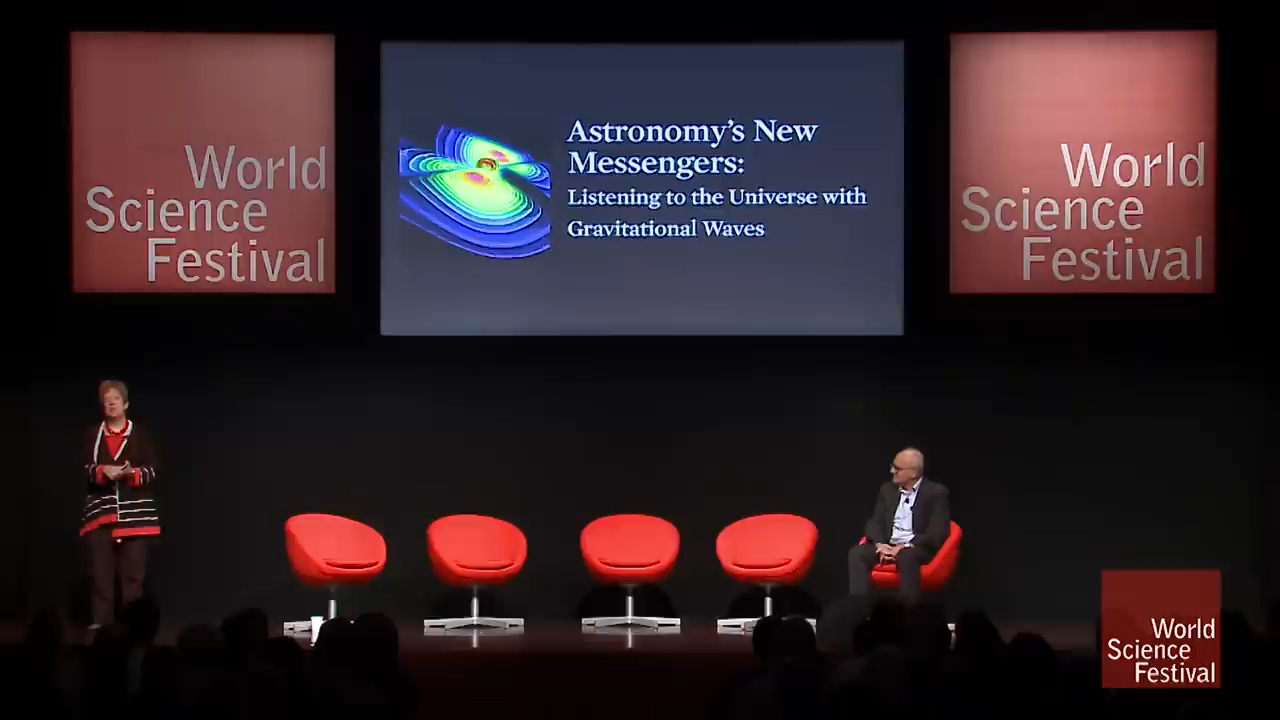 World
Science
Festival
Astronomy's New
Messengers:
Listening to the Universe with
Gravitational Waves
World
Science
Festival
World
Science
Festival